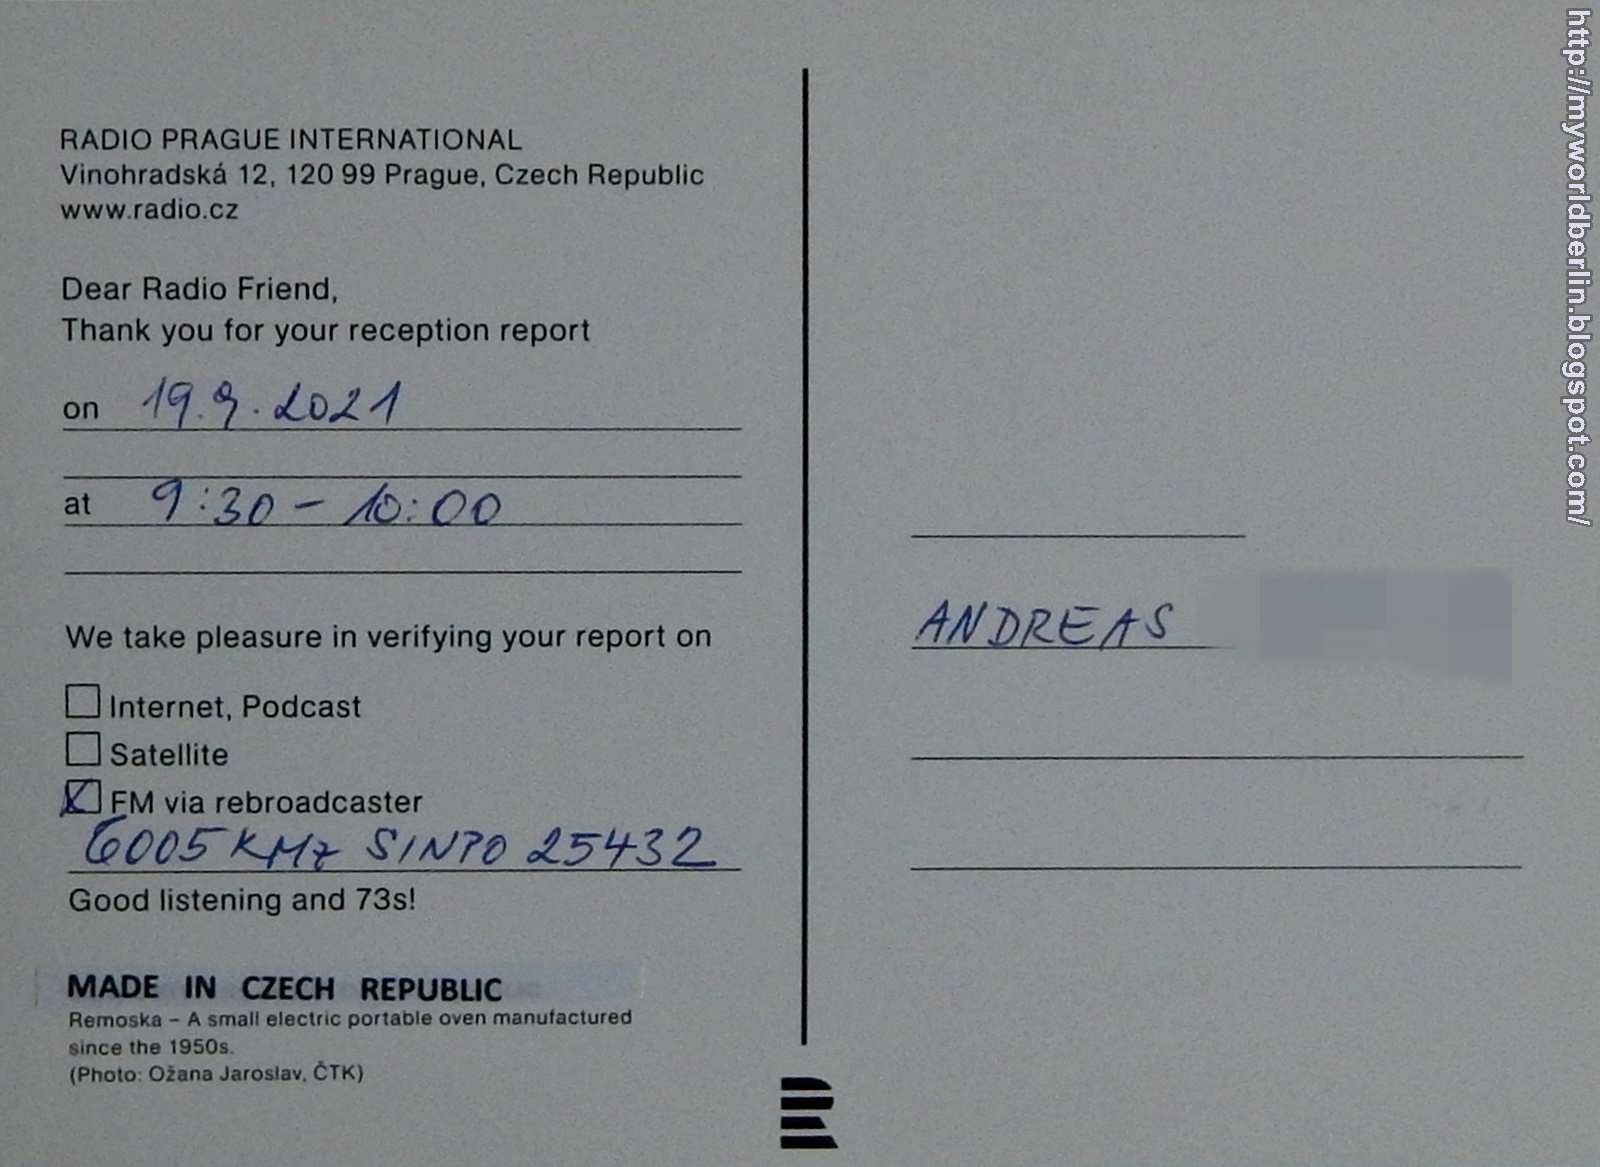 RADIO PRAGUE INTERNATIONAL
Vinohradská 12, 120 99 Prague, Czech Republic
www.radio.cz
Dear Radio Friend,
Thank you for your reception report
on 19.9.2021
at 9:30 – 10:00
We take pleasure in verifying your report on
Internet, Podcast
Satellite
FM via rebroadcaster
6005 KHz SINPO 25432
Good listening and 73s!
MADE IN CZECH REPUBLIC
Remoska – A small electric portable oven manufactured
since the 1950s.
(Photo: Ožana Jaroslav, ČTK)
ANDREAS
http://myworldberlin.blogspot.com/